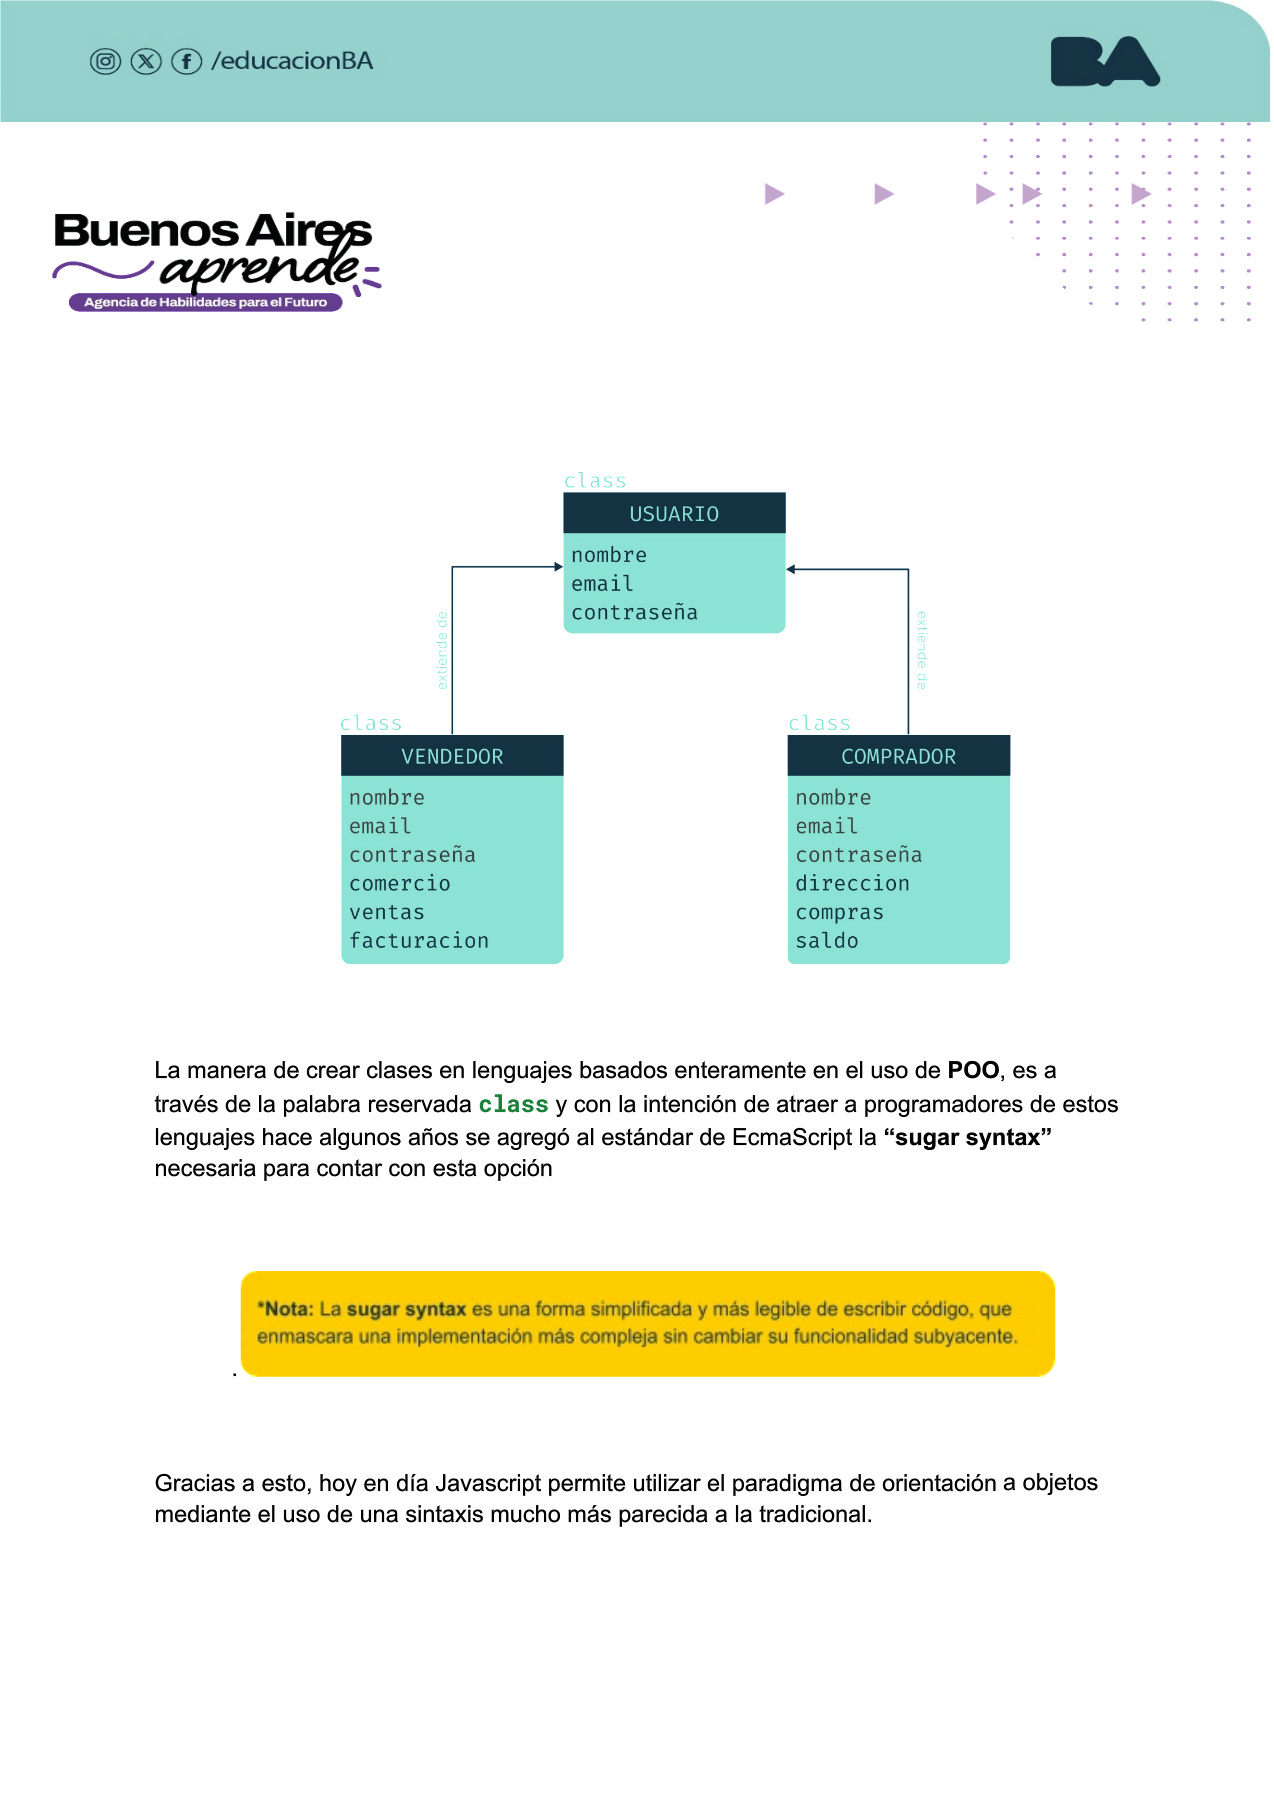 /educacionBA
BA
Buenos Aires
aprende
Agencia de Habilidades para el Futuro
class
USUARIO
nombre
email
contraseña
extiende de
extiende de
class
VENDEDOR
nombre
email
contraseña
comercio
ventas
facturacion
class
COMPRADOR
nombre
email
contraseña
direccion
compras
saldo
La manera de crear clases en lenguajes basados enteramente en el uso de POO, es a
través de la palabra reservada class y con la intención de atraer a programadores de estos
lenguajes hace algunos años se agregó al estándar de EcmaScript la “sugar syntax”
necesaria para contar con esta opción
*Nota: La sugar syntax es una forma simplificada y más legible de escribir código, que
enmascara una implementación más compleja sin cambiar su funcionalidad subyacente.
.
Gracias a esto, hoy en día Javascript permite utilizar el paradigma de orientación a objetos
mediante el uso de una sintaxis mucho más parecida a la tradicional.